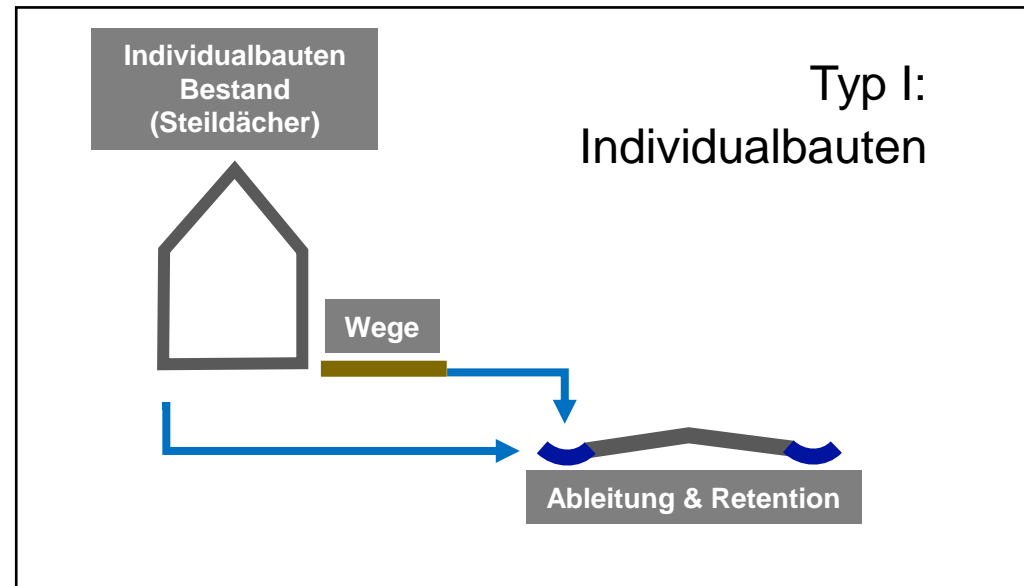 Individualbauten
Bestand
(Steildächer)
Typ I:
Individualbauten
Wege
Ableitung & Retention